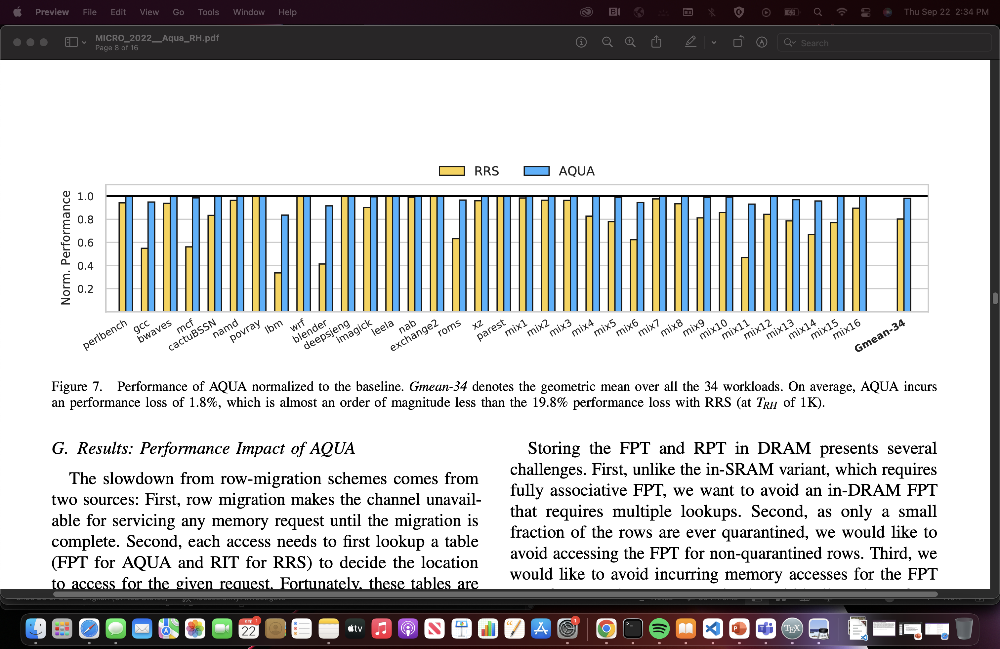 Preview File Edit View Go Tools Window Help Thu Sep 22 2:34 PM
MICRO_2022__Aqua_RH.pdf
Page 8 of 16
Search
RRS AQUA
Norm. Performance
1.0
0.8
0.6
0.4
0.2
perlbench gcc bwaves mcf cactuBSSN namd povray lbm wrf blender deepsjeng imagick leela nab exchange2 roms xz parest mix1 mix2 mix3 mix4 mix5 mix6 mix7 mix8 mix9 mix10 mix11 mix12 mix13 mix14 mix15 mix16 Gmean-34
Figure 7. Performance of AQUA normalized to the baseline. Gmean-34 denotes the geometric mean over all the 34 workloads. On average, AQUA incurs
an performance loss of 1.8%, which is almost an order of magnitude less than the 19.8% performance loss with RRS (at TRH of 1K).
G. Results: Performance Impact of AQUA
The slowdown from row-migration schemes comes from
two sources: First, row migration makes the channel unavail-
able for servicing any memory request until the migration is
complete. Second, each access needs to first lookup a table
(FPT for AQUA and RIT for RRS) to decide the location
to access for the given request. Fortunately, these tables are
Storing the FPT and RPT in DRAM presents several
challenges. First, unlike the in-SRAM variant, which requires
fully associative FPT, we want to avoid an in-DRAM FPT
that requires multiple lookups. Second, as only a small
fraction of the rows are ever quarantined, we would like to
avoid accessing the FPT for non-quarantined rows. Third, we
would like to avoid incurring memory accesses for the FPT
SEP 1
22
tv
1
TEX